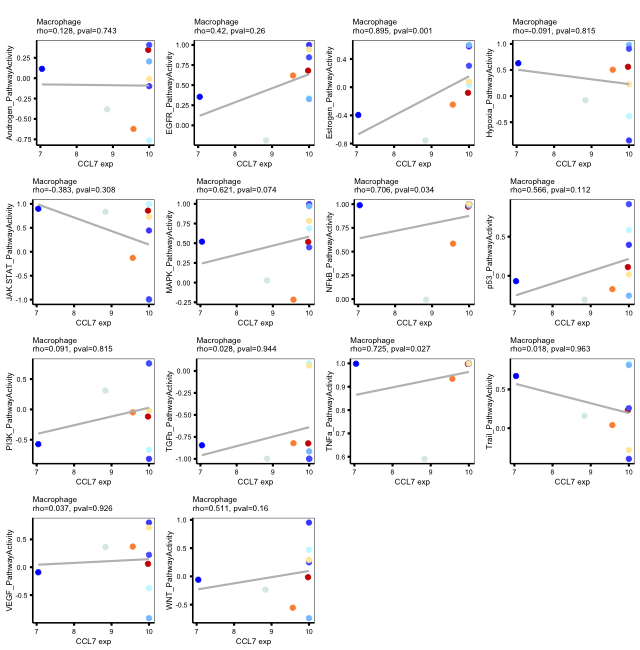 Macrophage
rho=0.128, pval=0.743
Androgen_PathwayActivity
0.25
0.00
-0.25
-0.50
-0.75
7
8
9
10
CCL7 exp
Macrophage
rho=0.42, pval=0.26
EGFR_PathwayActivity
1.00
0.75
0.50
0.25
0.00
7
8
9
10
CCL7 exp
Macrophage
rho=0.895, pval=0.001
Estrogen_PathwayActivity
0.4
0.0
-0.4
-0.8
7
8
9
10
CCL7 exp
Macrophage
rho=-0.091, pval=0.815
Hypoxia_PathwayActivity
1.0
0.5
0.0
-0.5
7
8
9
10
CCL7 exp
Macrophage
rho=-0.383, pval=0.308
JAK-STAT_PathwayActivity
1.0
0.5
0.0
-0.5
-1.0
7
8
9
10
CCL7 exp
Macrophage
rho=0.621, pval=0.074
MAPK_PathwayActivity
1.00
0.75
0.50
0.25
0.00
-0.25
7
8
9
10
CCL7 exp
Macrophage
rho=0.706, pval=0.034
NFkB_PathwayActivity
1.00
0.75
0.50
0.25
0.00
7
8
9
10
CCL7 exp
Macrophage
rho=0.566, pval=0.112
p53_PathwayActivity
0.5
0.0
7
8
9
10
CCL7 exp
Macrophage
rho=0.091, pval=0.815
PI3K_PathwayActivity
0.5
0.0
-0.5
7
8
9
10
CCL7 exp
Macrophage
rho=0.028, pval=0.944
TGFb_PathwayActivity
0.00
-0.25
-0.50
-0.75
-1.00
7
8
9
10
CCL7 exp
Macrophage
rho=0.725, pval=0.027
TNFa_PathwayActivity
1.0
0.9
0.8
0.7
0.6
7
8
9
10
CCL7 exp
Macrophage
rho=0.018, pval=0.963
Trail_PathwayActivity
0.5
0.0
7
8
9
10
CCL7 exp
Macrophage
rho=0.037, pval=0.926
VEGF_PathwayActivity
0.5
0.0
-0.5
7
8
9
10
CCL7 exp
Macrophage
rho=0.511, pval=0.16
WNT_PathwayActivity
1.0
0.5
0.0
-0.5
7
8
9
10
CCL7 exp